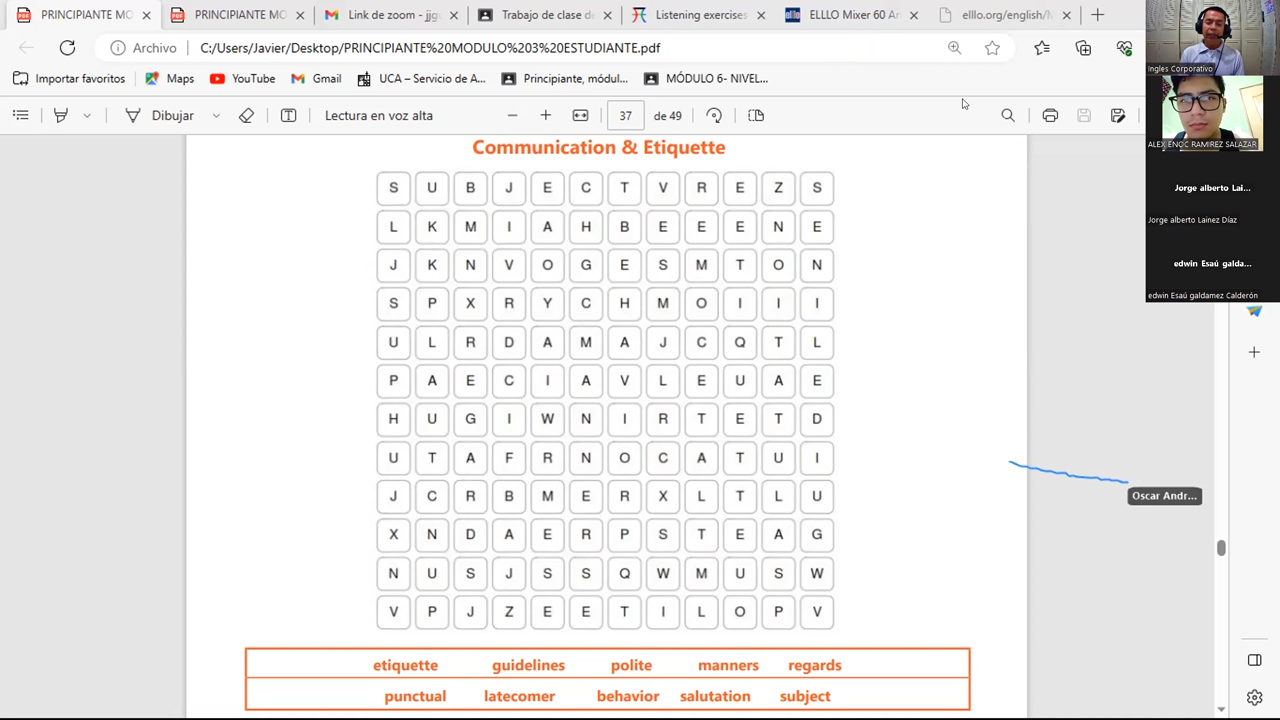 PRINCIPIANTE MO
PRINCIPIANTE MO
Link de zoom - jjg
Trabajo de clase de
Listening exercises
ELLLO Mixer 60 A
elllo.org/english/
Archivo
C:/Users/Javier/Desktop/PRINCIPIANTE%20MODULO%203%20ESTUDIANTE.pdf
Importar favoritos
Maps
YouTube
Gmail
UCA – Servicios e A...
Principiante, módul...
MÓDULO 6- NIVEL...
Dibujar
Lectura en voz alta
37
de 49
Communication & Etiquette
S U B J E C T V R E Z S
L K M I A H B E E E N E
J K N V O G E S M T O N
S P X R Y C H M O I I I
U L R D A M A J C Q T L
P A E C I A V L E U A E
H U G I W N I R T E T D
U T A F R N O C A T U I
J C R B M E R X L T L U
X N D A E R P S T E A G
N U S J S S Q W M U S W
V P J Z E E T I L O P V
etiquette guidelines polite manners regards
punctual latecomer behavior salutation subject
Oscar Andr...
Ingles Corporativo
ALEX ENOC RAMIREZ SALAZAR
Jorge alberto Lai...
Jorge alberto Lainez Díaz
edwin Esaú galda...
edwin Esaú galdamez Calderón